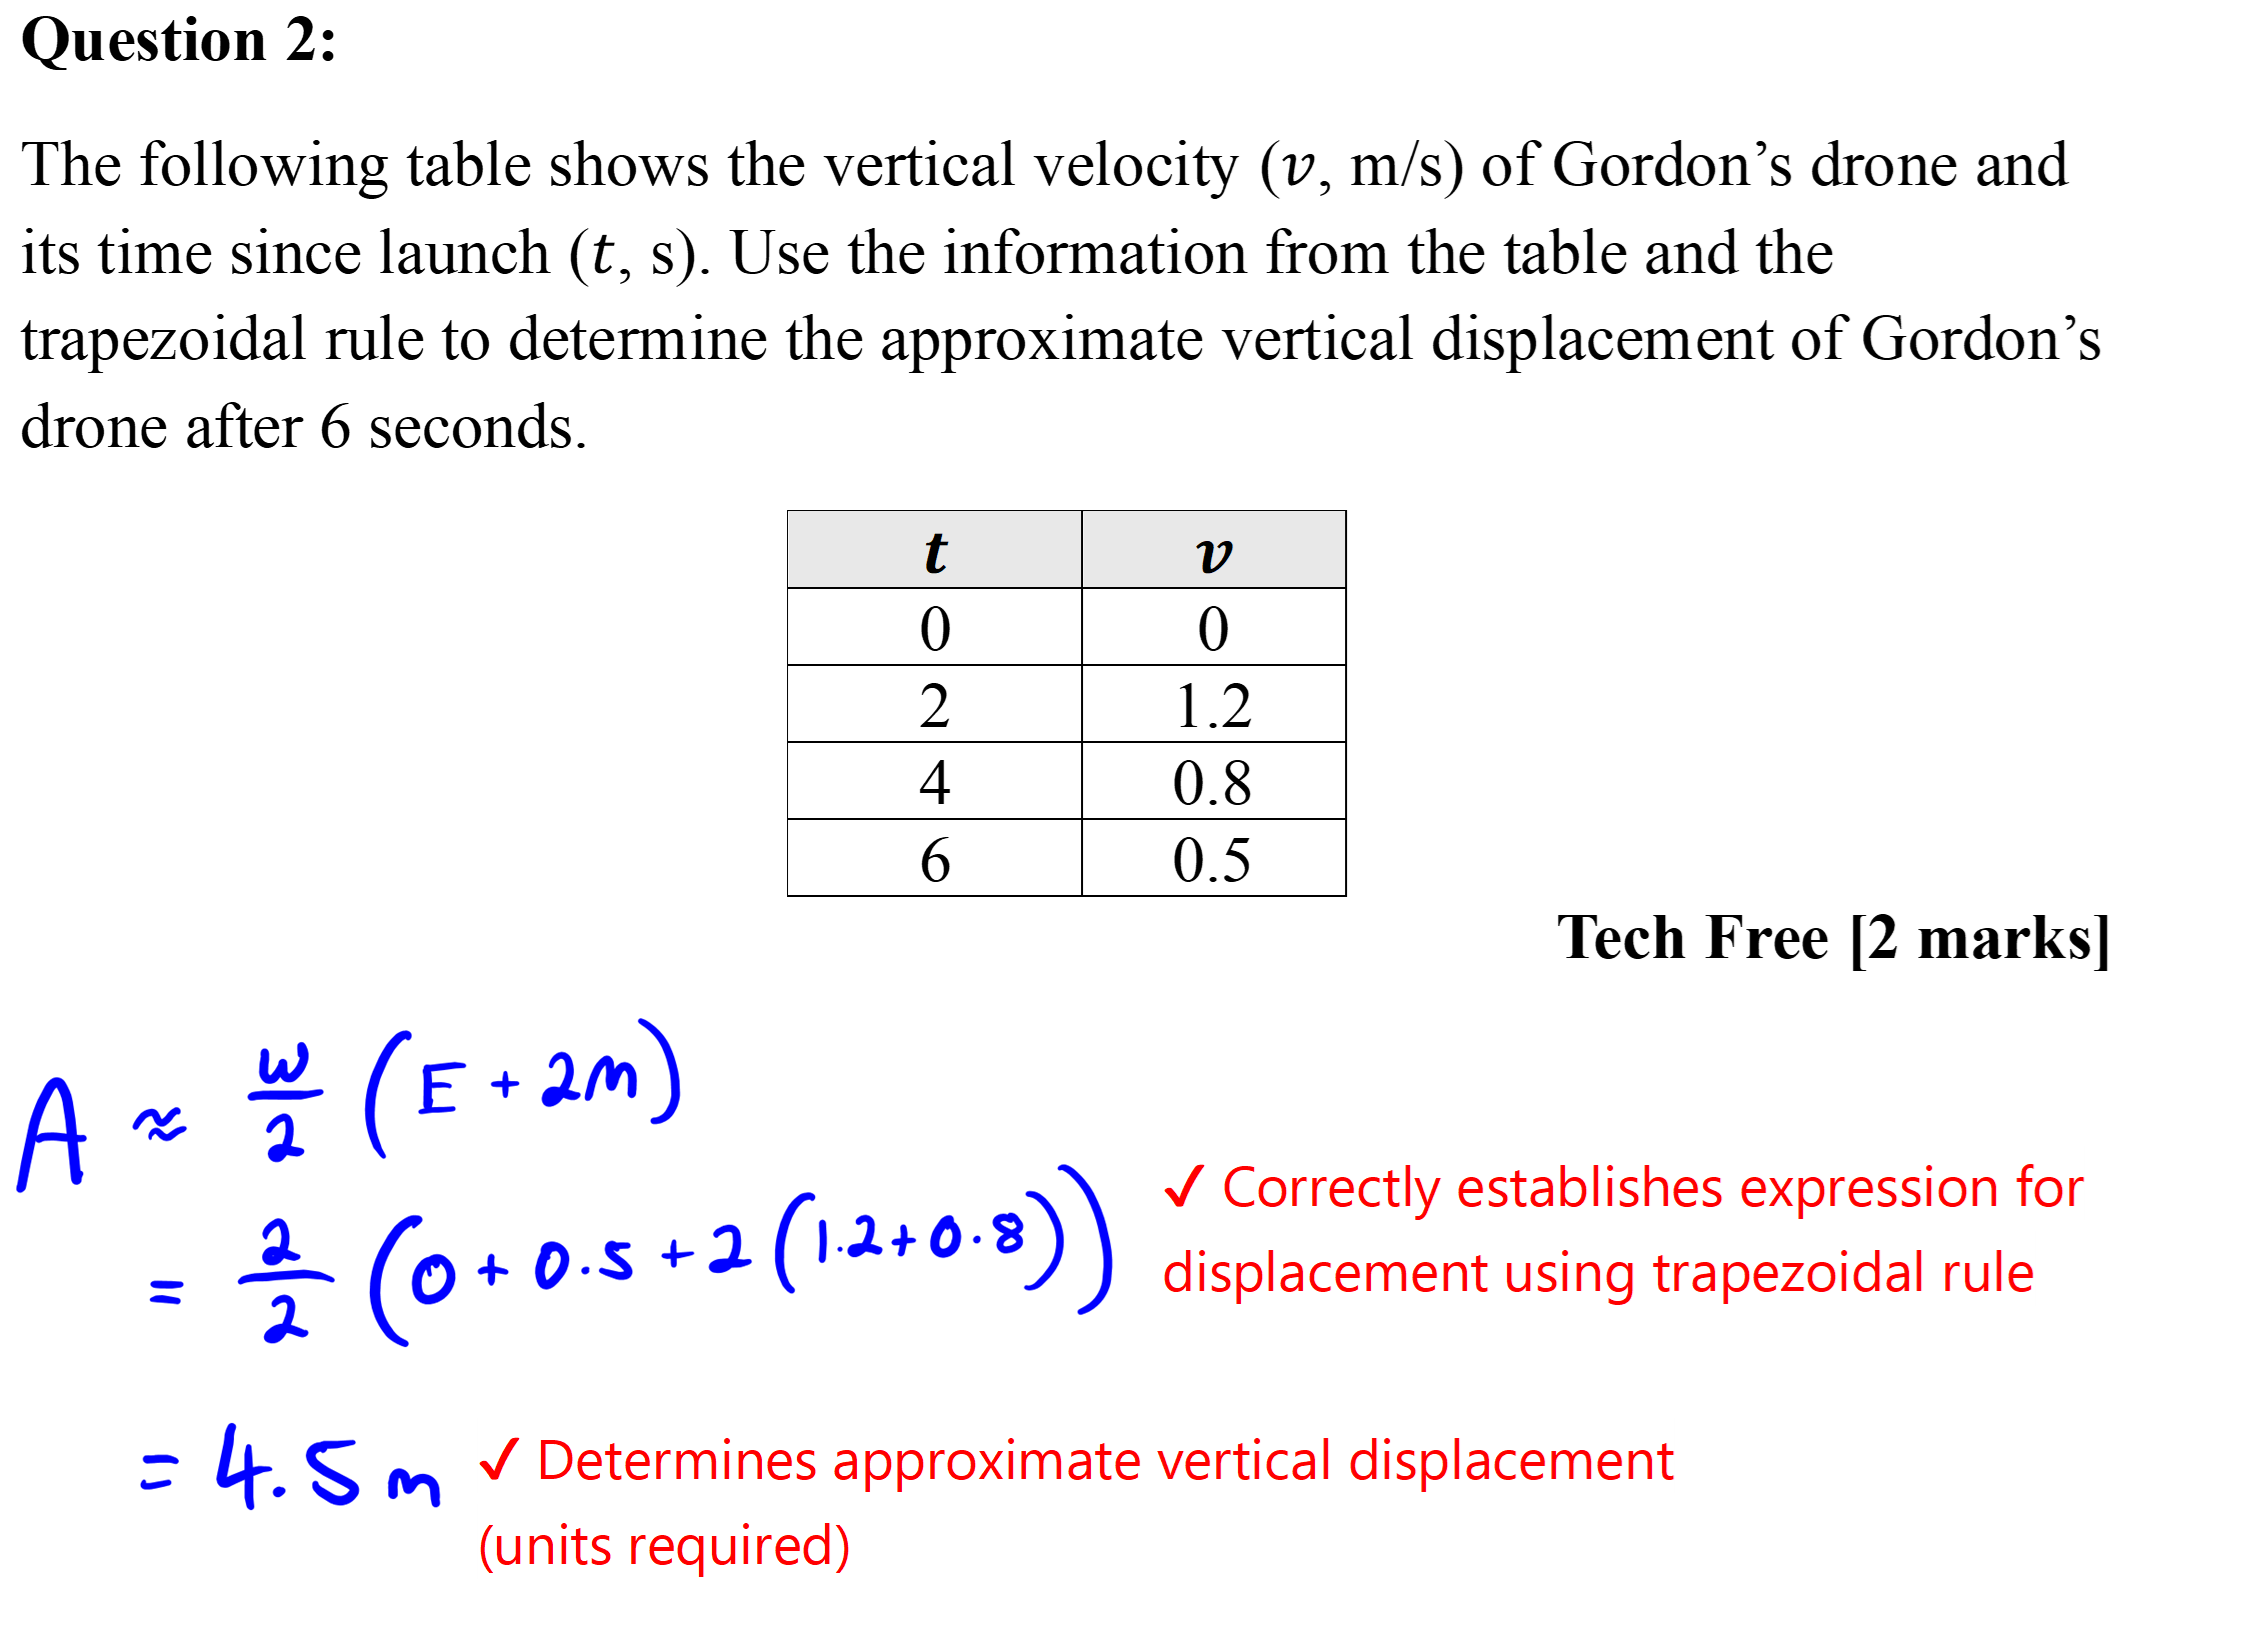 Question 2:
The following table shows the vertical velocity (v, m/s) of Gordon’s drone and
its time since launch (t, s). Use the information from the table and the
trapezoidal rule to determine the approximate vertical displacement of Gordon’s
drone after 6 seconds.
t v
0 0
2 1.2
4 0.8
6 0.5
Tech Free [2 marks]
A ≈ w/2 (E + 2M)
= 2/2 (0 + 0.5 + 2 (1.2 + 0.8))
✓ Correctly establishes expression for
displacement using trapezoidal rule
= 4.5 m ✓ Determines approximate vertical displacement
(units required)